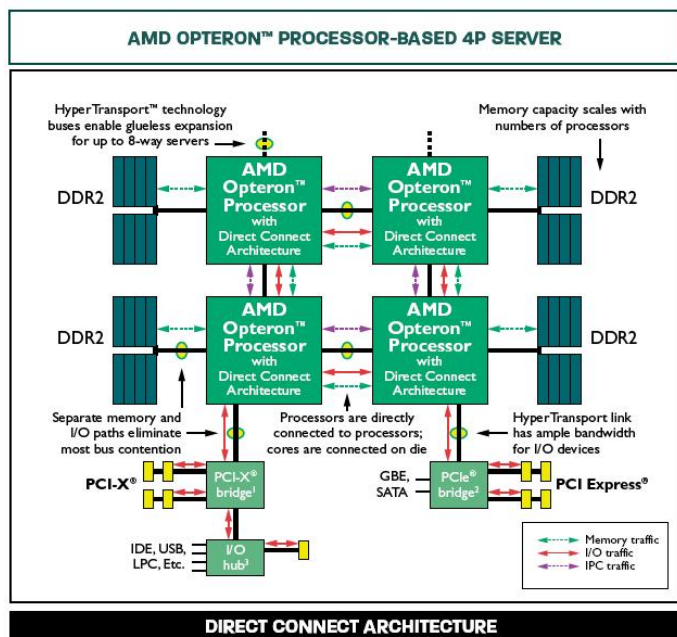 AMD OPTERON™ PROCESSOR-BASED 4P SERVER
HyperTransport™ technology
buses enable glueless expansion
for up to 8-way servers
Memory capacity scales with
numbers of processors
DDR2
AMD
Opteron™
Processor
with
Direct Connect
Architecture
AMD
Opteron™
Processor
with
Direct Connect
Architecture
DDR2
DDR2
AMD
Opteron™
Processor
with
Direct Connect
Architecture
AMD
Opteron™
Processor
with
Direct Connect
Architecture
DDR2
Separate memory and
I/O paths eliminate
most bus contention
Processors are directly
connected to processors;
cores are connected on die
HyperTransport link
has ample bandwidth
for I/O devices
PCI-X®
PCI-X®
bridge¹
GBE,
SATA
PCIe®
bridge²
PCI Express®
IDE, USB,
LPC, Etc.
I/O
hub³
Memory traffic
I/O traffic
IPC traffic
DIRECT CONNECT ARCHITECTURE